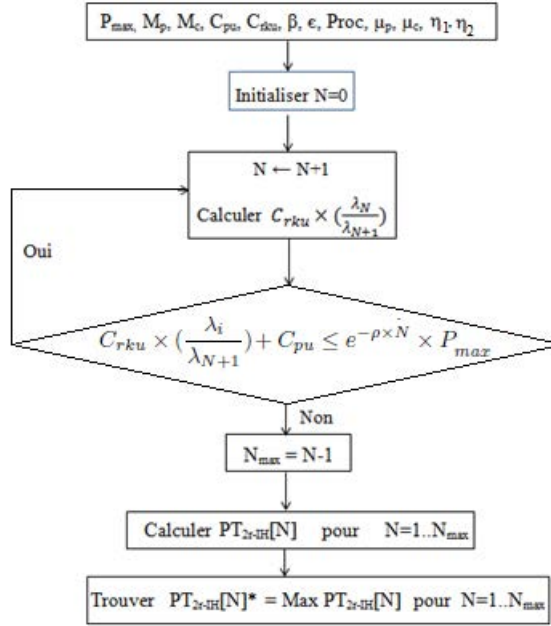 P_max, M_p, M_c, C_pu, C_rku, β, ϵ, Proc, μ_p, μ_c, η_1, η_2
Initialiser N=0
N ← N+1
Calculer C_rku × (λ_N/λ_{N+1})
Oui
C_rku × (λ_i/λ_{N+1}) + C_pu ≤ e^{-ρ×N} × P_max
Non
N_max = N-1
Calculer PT_2r-IH[N] pour N=1..N_max
Trouver PT_2r-IH[N]* = Max PT_2r-IH[N] pour N=1..N_max